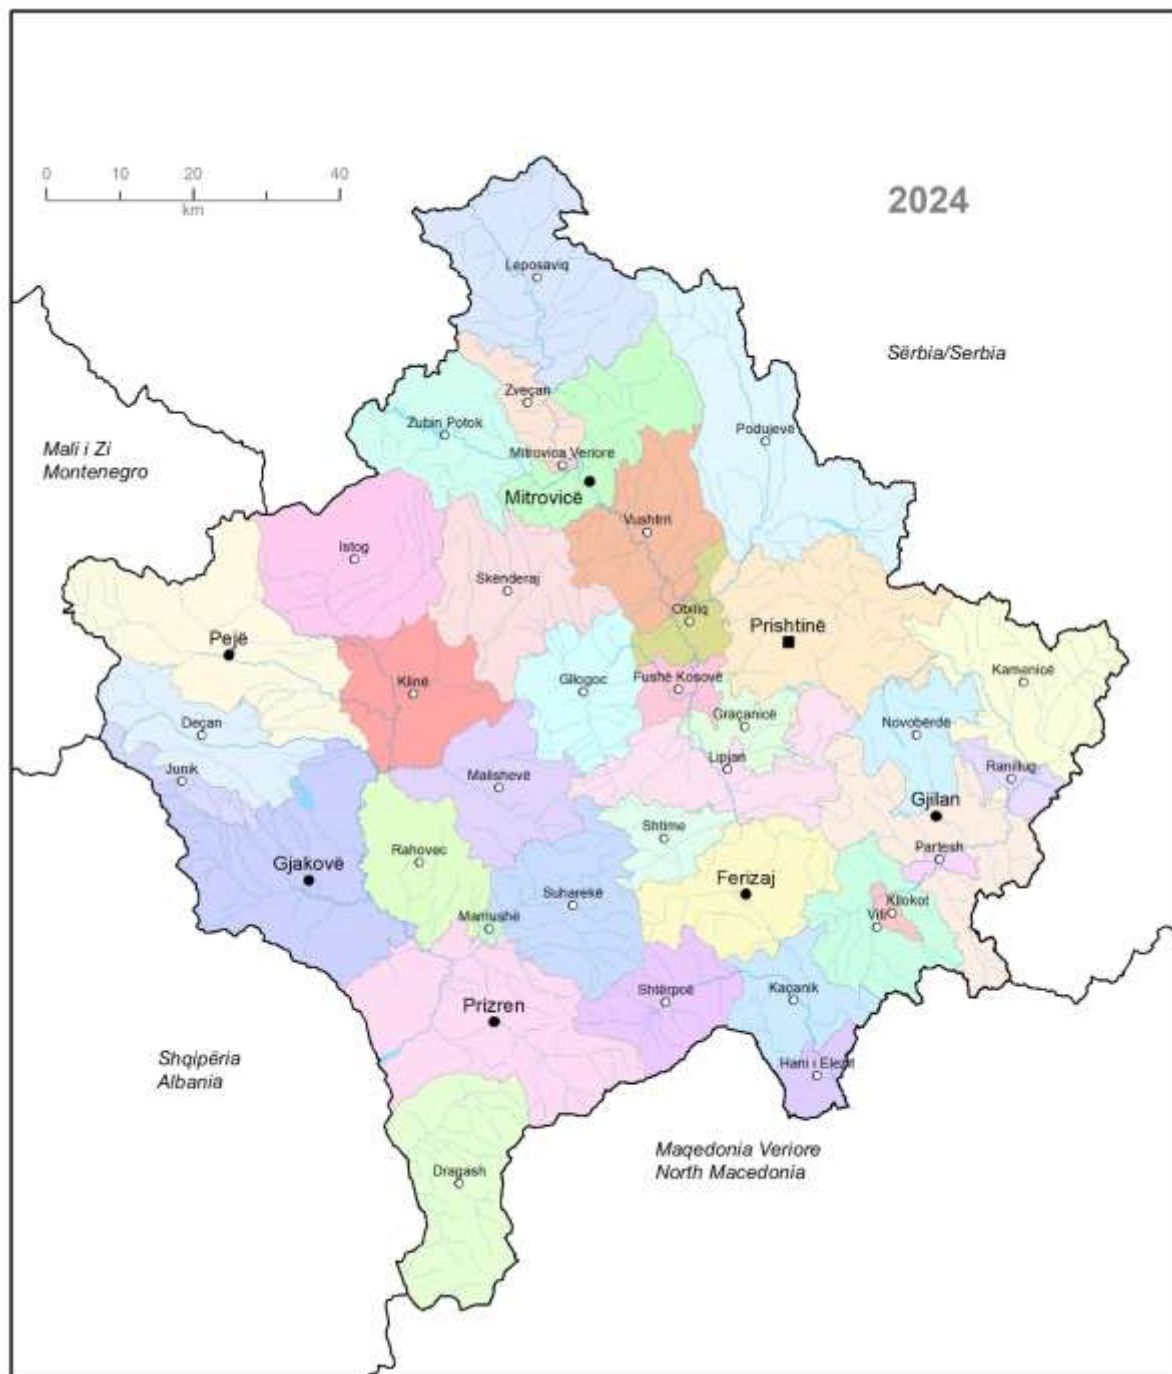 0 10 20 40
km
2024
Leposaviq
Sërbia/Serbia
Zveçan
Zubin Potok
Podujevë
Mali i Zi
Montenegro
Mitrovica Veriore
Mitrovicë
Vushtrri
Istog
Skenderaj
Obiliq
Prishtinë
Pejë
Klinë
Gllogoc
Fushë Kosovë
Kamenicë
Deçan
Graçanicë
Novobërdë
Junik
Malishevë
Lipjan
Ranillug
Gjilan
Shtime
Rahovec
Partesh
Gjakovë
Suharekë
Ferizaj
Mamushë
Kllokot
Viti
Prizren
Shtërpcë
Kaçanik
Shqipëria
Albania
Hani i Elezit
Maqedonia Veriore
North Macedonia
Dragash